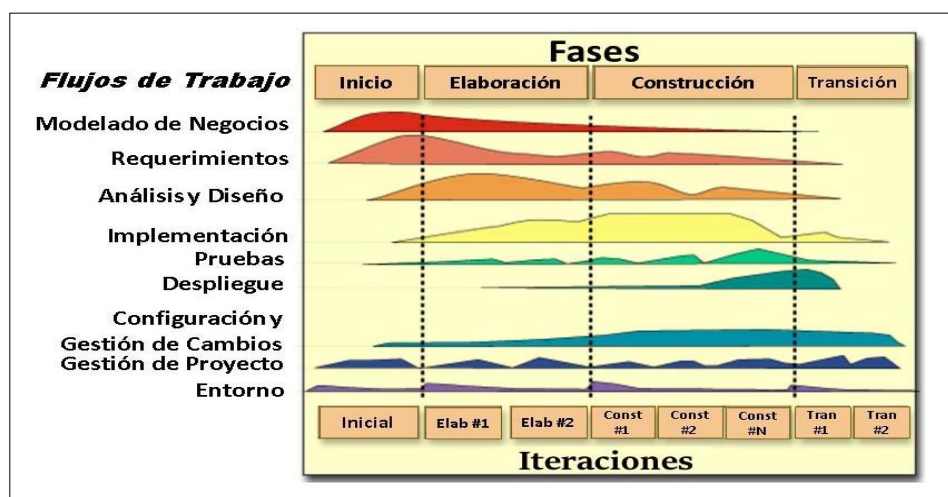 Fases
Flujos de Trabajo
Inicio
Elaboración
Construcción
Transición
Modelado de Negocios
Requerimientos
Análisis y Diseño
Implementación
Pruebas
Despliegue
Configuración y
Gestión de Cambios
Gestión de Proyecto
Entorno
Inicial
Elab #1
Elab #2
Const
#1
Const
#2
Const
#N
Tran
#1
Tran
#2
Iteraciones